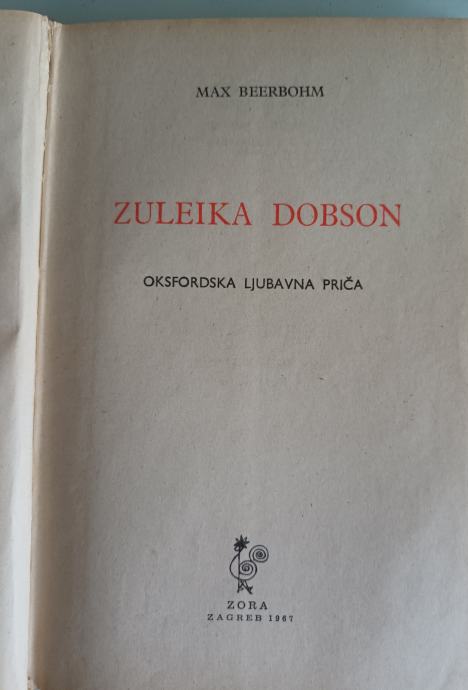 MAX BEERBOHM
ZULEIKA DOBSON
OKSFORDSKA LJUBAVNA PRIČA
ZORA
ZAGREB 1967